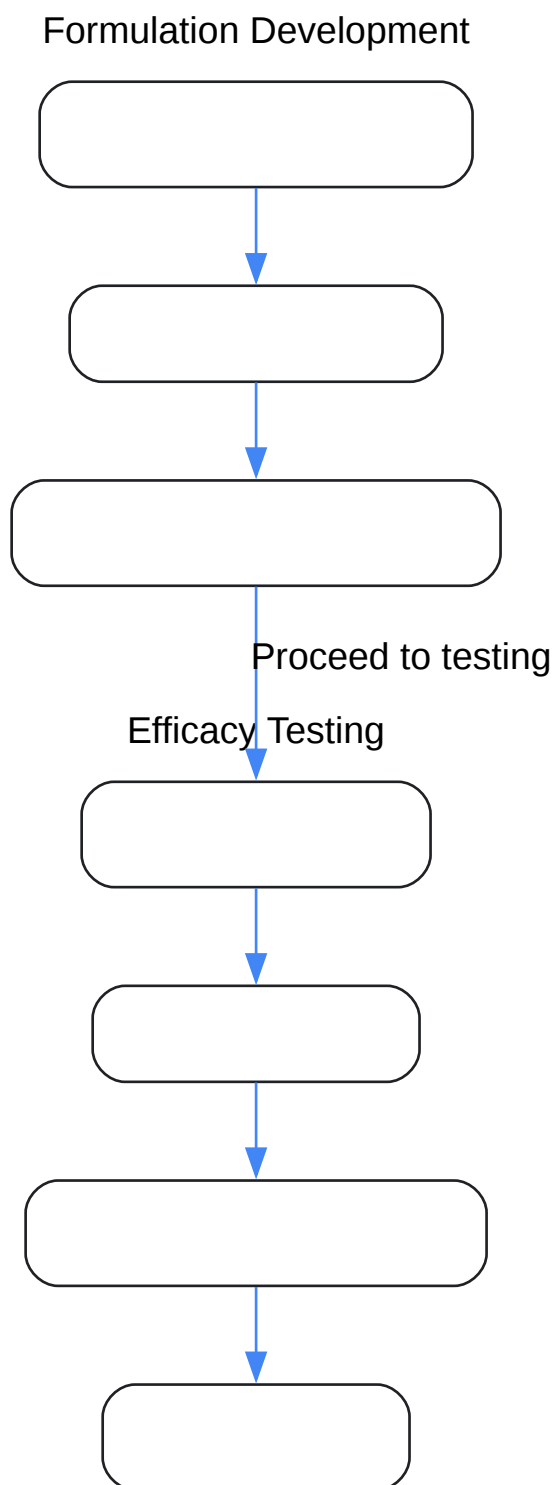 Formulation Development
Proceed to testing
Efficacy Testing